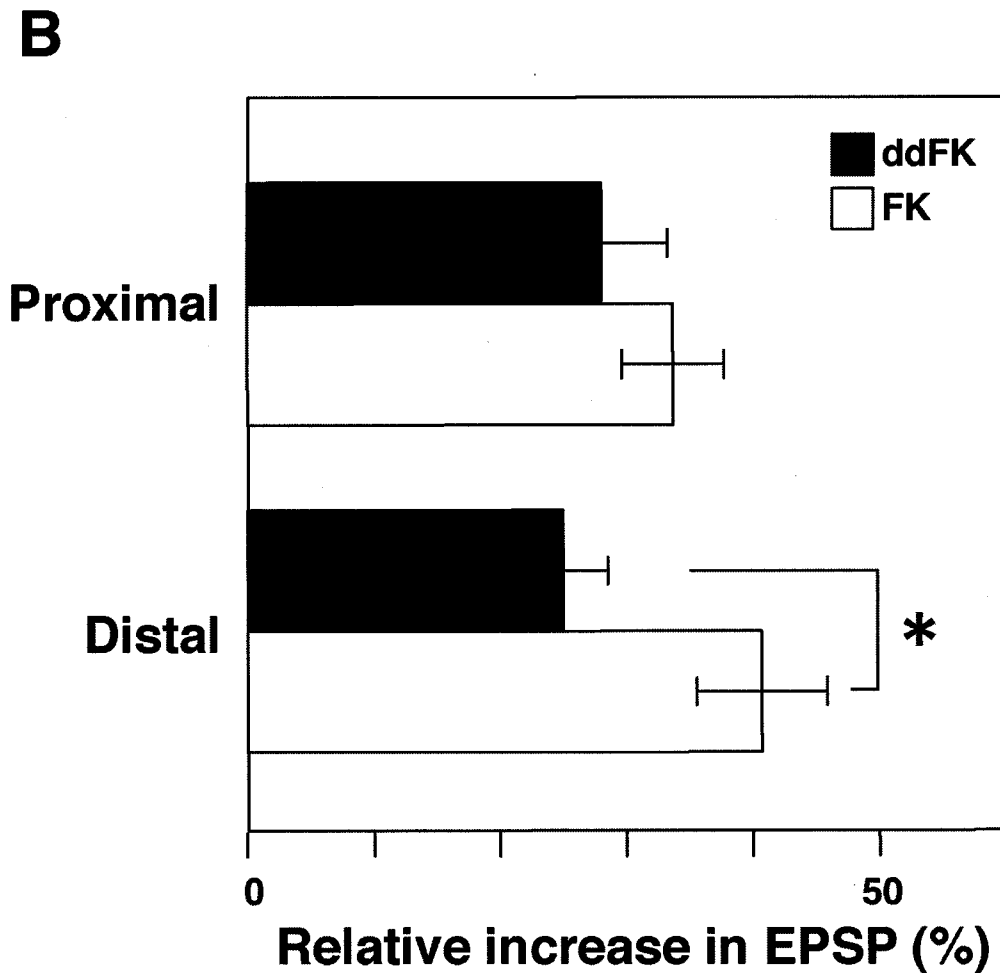 B
ddFK
FK
Proximal
Distal
*
0 50
Relative increase in EPSP (%)